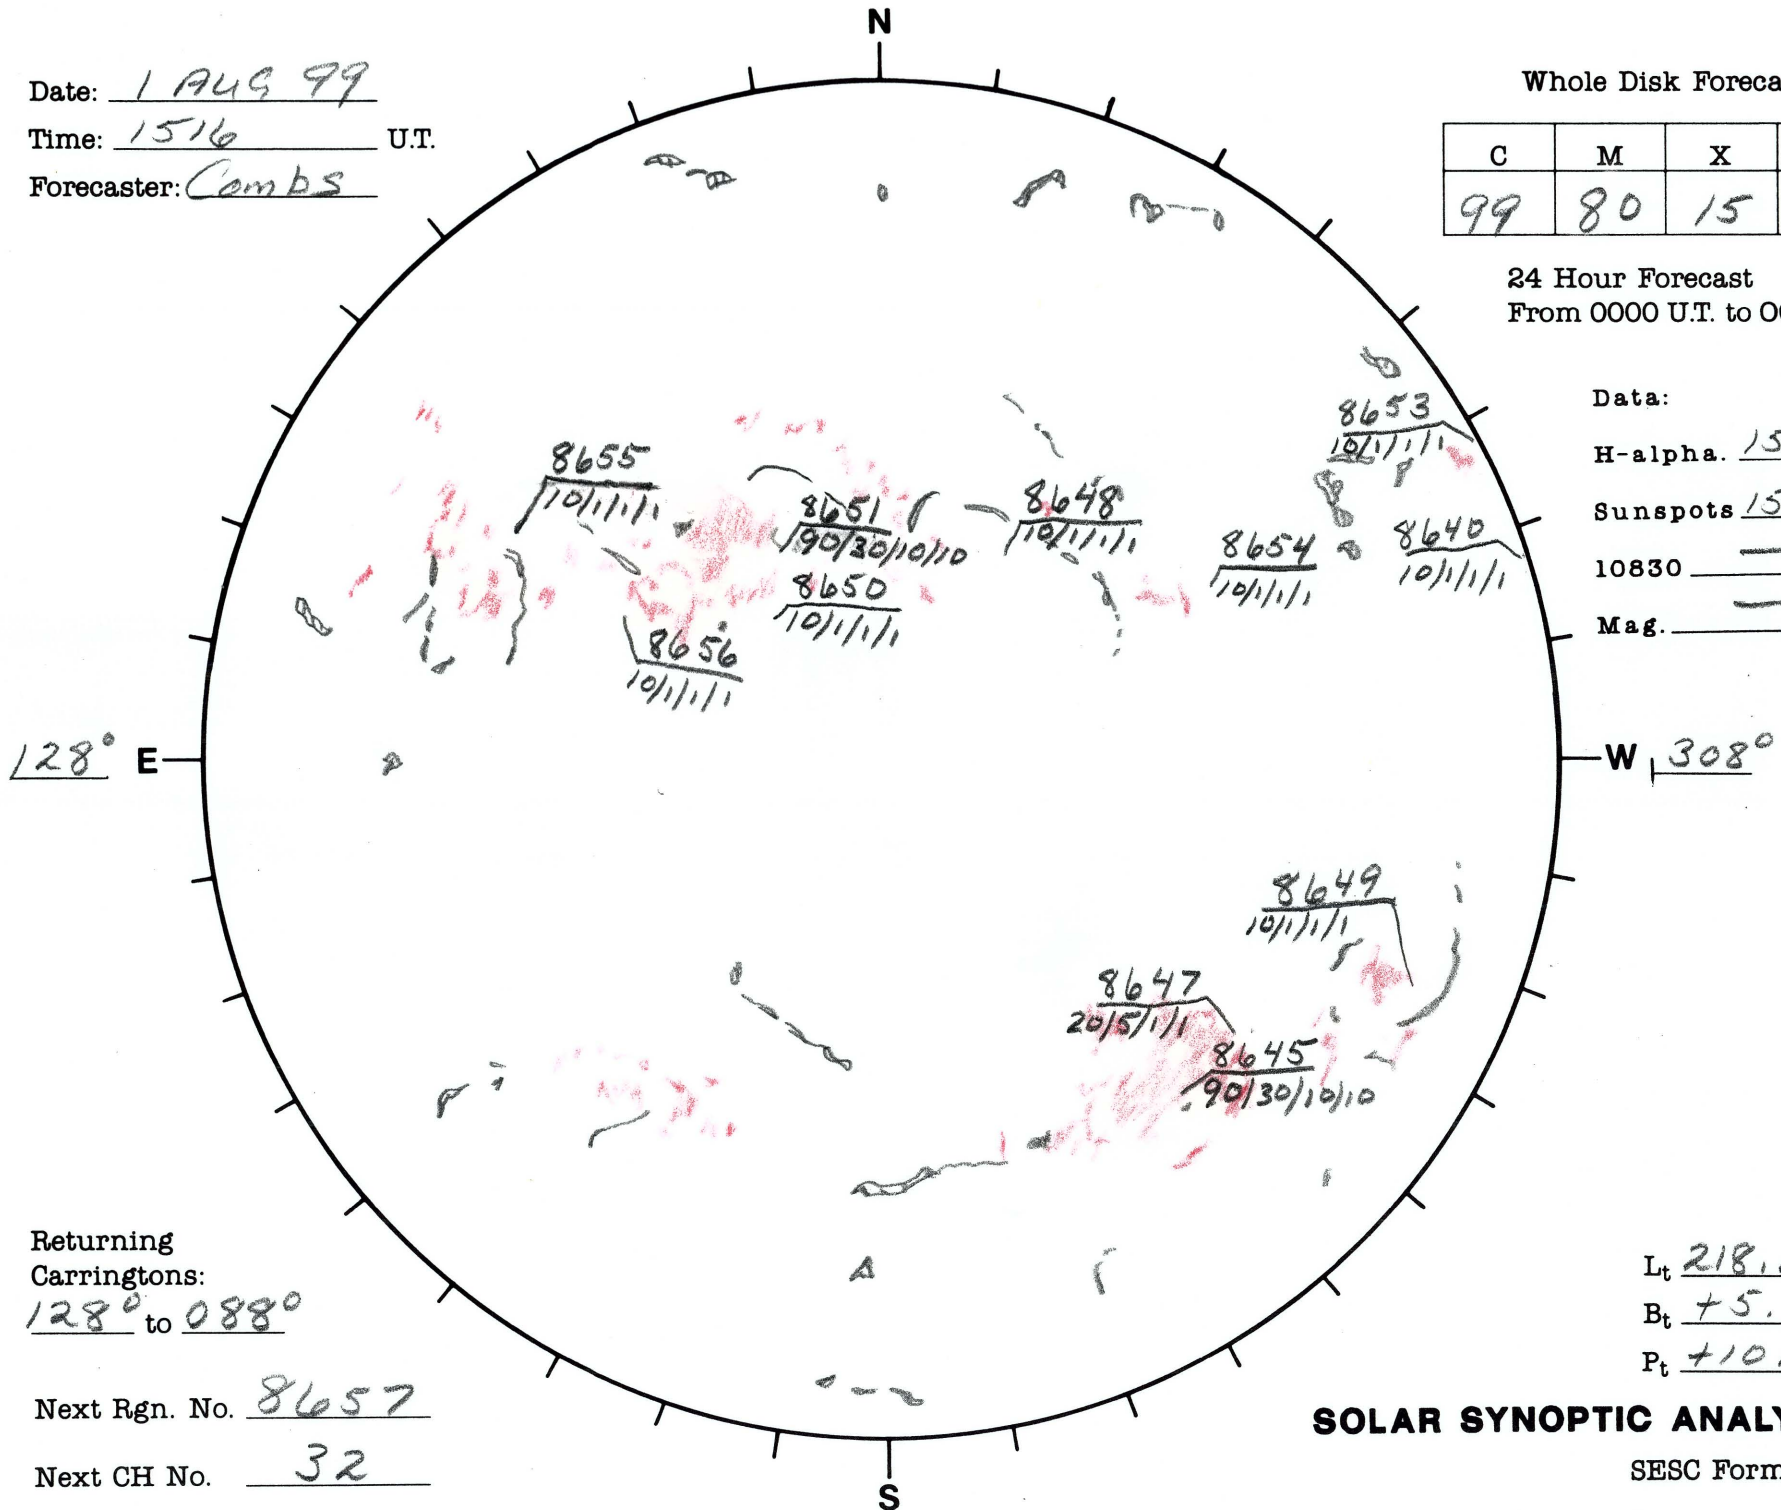 N
Date: 1 AUG 99
Time: 1516 U.T.
Forecaster: Combs
Whole Disk Foreca
C M X
99 80 15
24 Hour Forecast
From 0000 U.T. to 0
Data:
H-alpha. 15
Sunspots 15
10830
Mag.
8653
10/1/1/1
8655
10/1/1/1
8651
90/30/10/10
8648
10/1/1/1
8654
10/1/1/1
8640
10/1/1/1
8650
10/1/1/1
8656
10/1/1/1
128° E
W 308°
8649
10/1/1/1
8647
20/5/1/1
8645
90/30/10/10
Returning
Carringtons:
128° to 088°
Next Rgn. No. 8657
Next CH No. 32
Lt 218.
Bt +5.
Pt +10.
SOLAR SYNOPTIC ANALY
SESC Form
S